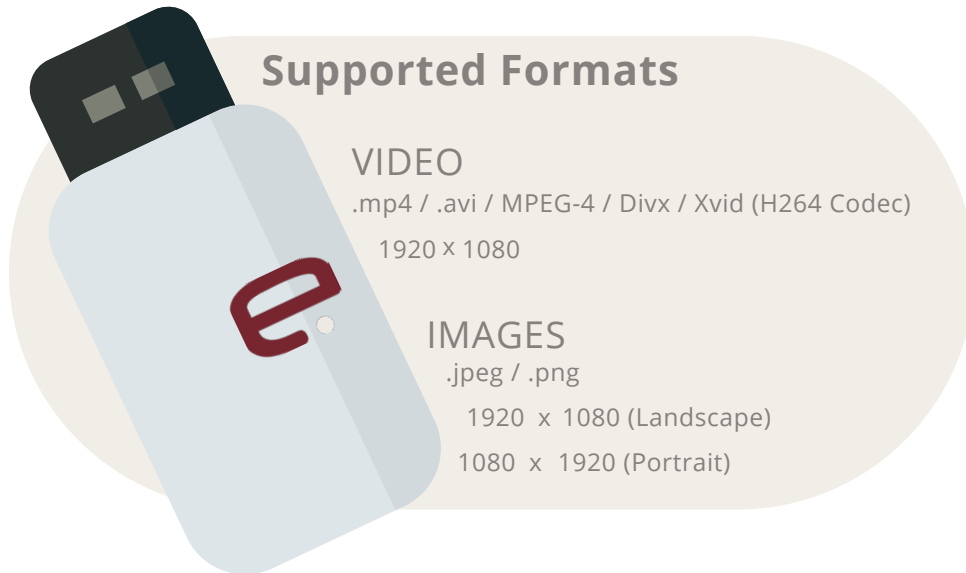 Supported Formats
VIDEO
.mp4 / .avi / MPEG-4 / Divx / Xvid (H264 Codec)
1920 x 1080
e
IMAGES
.jpeg / .png
1920 x 1080 (Landscape)
1080 x 1920 (Portrait)